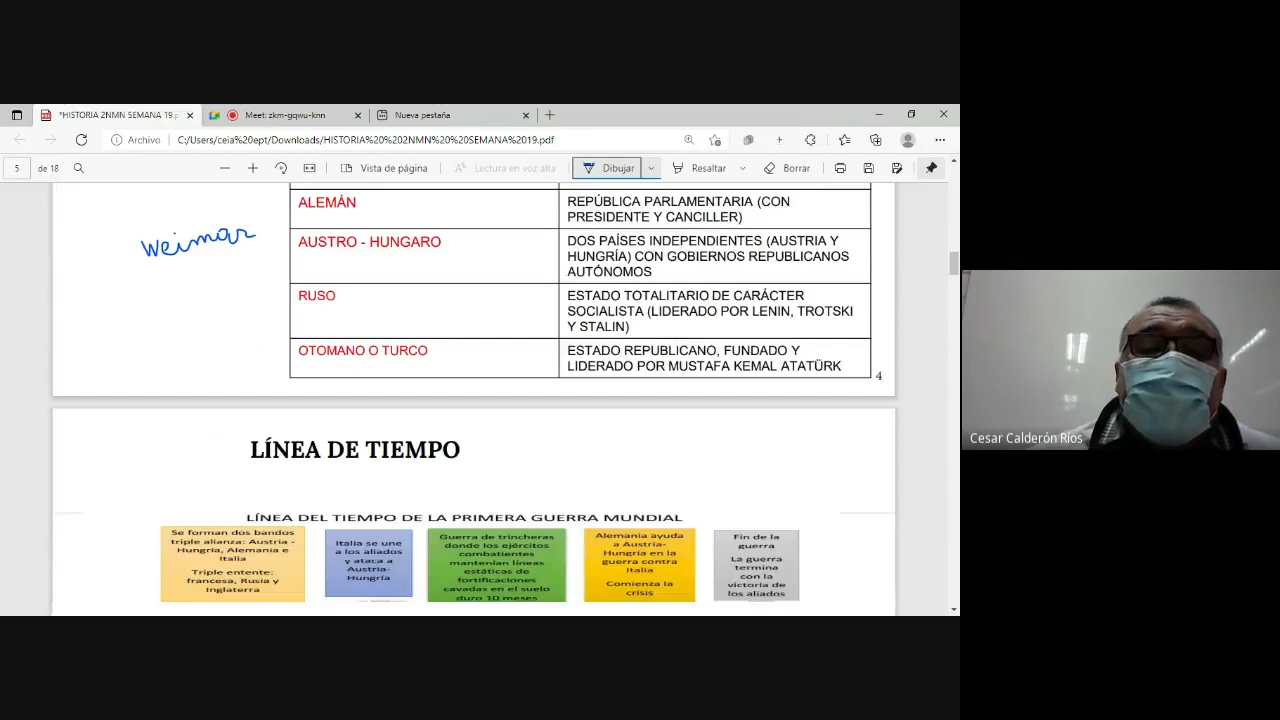 *HISTORIA 2NMN SEMANA 19.p
Meet: zkm-gqwu-knn
Nueva pestaña
Archivo
C:/Users/ceia%20ept/Downloads/HISTORIA%20%202NMN%20%20SEMANA%2019.pdf
5 de 18
Vista de página
Lectura en voz alta
Dibujar
Resaltar
Borrar
ALEMÁN
REPÚBLICA PARLAMENTARIA (CON
PRESIDENTE Y CANCILLER)
weimar
AUSTRO - HUNGARO
DOS PAÍSES INDEPENDIENTES (AUSTRIA Y
HUNGRÍA) CON GOBIERNOS REPUBLICANOS
AUTÓNOMOS
RUSO
ESTADO TOTALITARIO DE CARÁCTER
SOCIALISTA (LIDERADO POR LENIN, TROTSKI
Y STALIN)
OTOMANO O TURCO
ESTADO REPUBLICANO, FUNDADO Y
LIDERADO POR MUSTAFA KEMAL ATATÜRK
4
LÍNEA DE TIEMPO
LÍNEA DEL TIEMPO DE LA PRIMERA GUERRA MUNDIAL
Se forman dos bandos
triple alianza: Austria -
Hungría, Alemania e
Italia
Triple entente:
francesa, Rusia y
Inglaterra
Italia se une
a los aliados
y ataca a
Austria-
Hungría
Guerra de trincheras
donde los ejércitos
combatientes
mantenían líneas
estáticas de
fortificaciones
cavadas en el suelo
duro 10 meses
Alemania ayuda
a Austria-
Hungría en la
guerra contra
Italia
Comienza la
crisis
Fin de la
guerra
La guerra
termina
con la
victoria de
los aliados
Cesar Calderón Rios